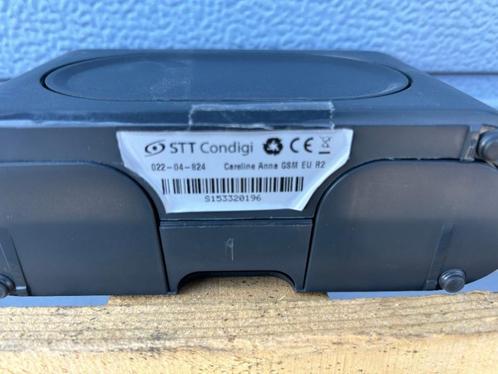 STT Condigi CE
022-04-824 Careline Anna GSM EU R2
S153320196